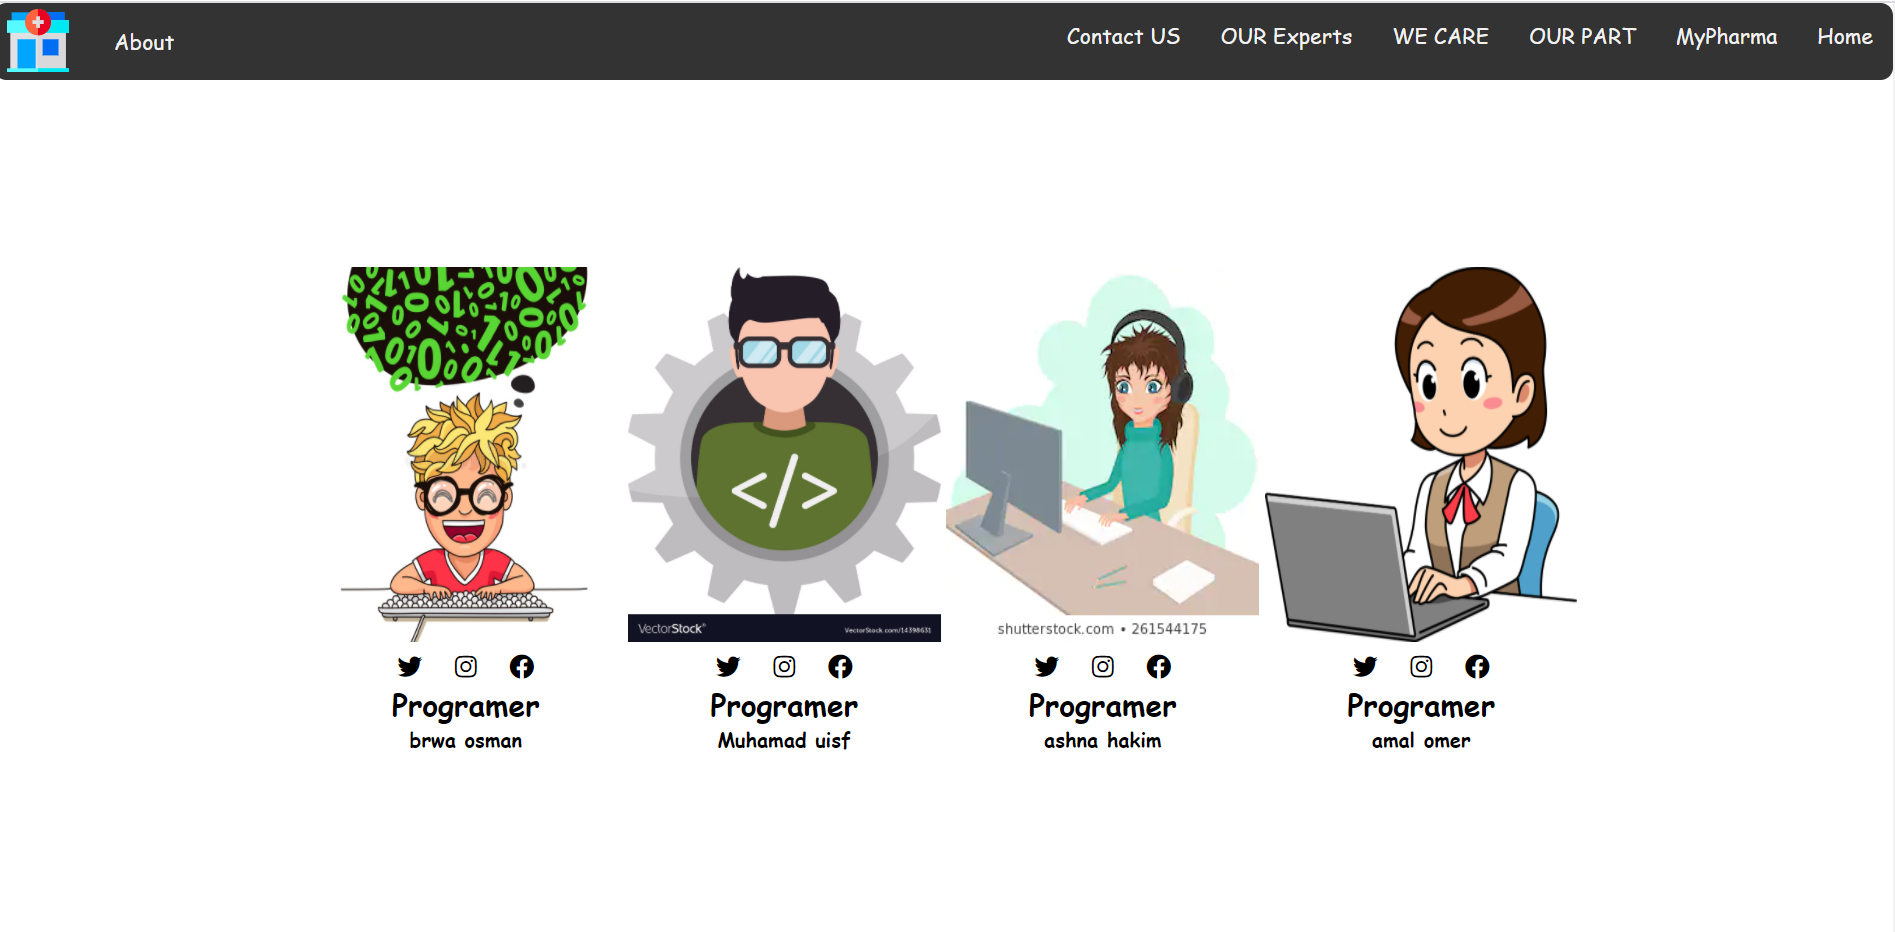 About
Contact US OUR Experts WE CARE OUR PART MyPharma Home
</>
VectorStock® VectorStock.com/14398631
shutterstock.com • 261544175
Programer Programer Programer Programer
brwa osman Muhamad uisf ashna hakim amal omer